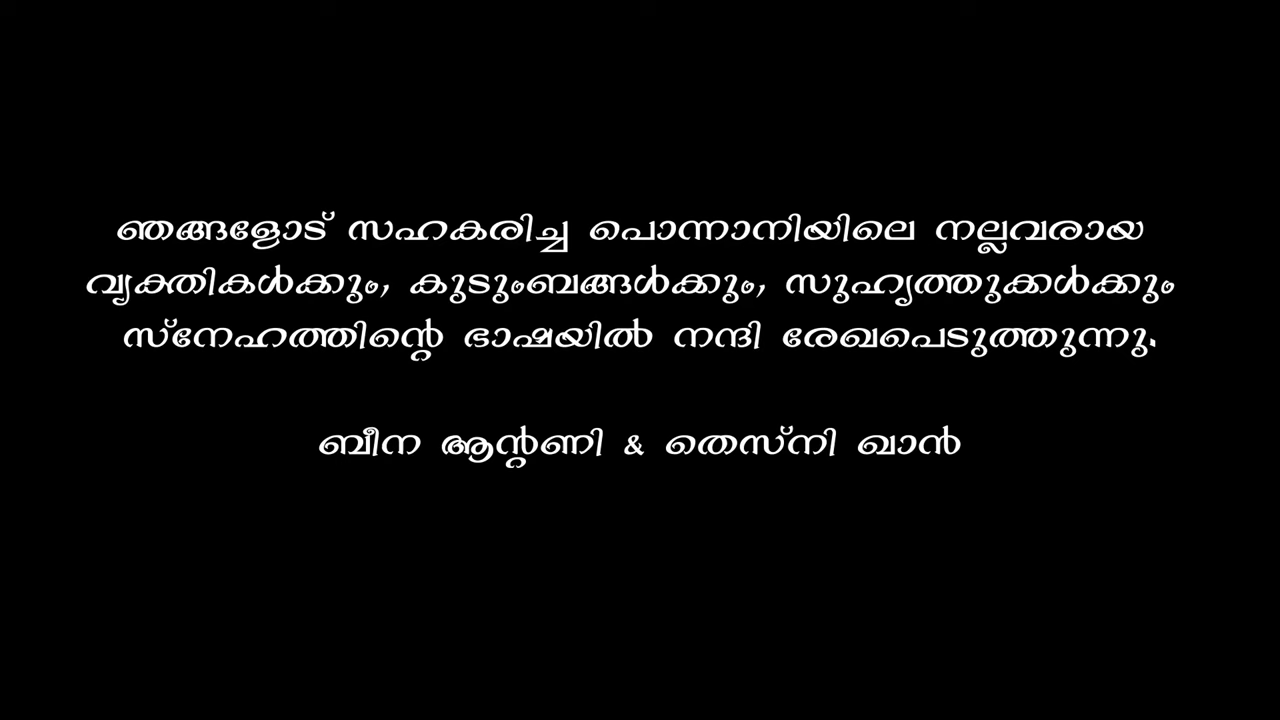 ഞങ്ങളോട് സഹകരിച്ച പൊന്നാനിയിലെ നല്ലവരായ
വ്യക്തികൾക്കും, കുടുംബങ്ങൾക്കും, സുഹൃത്തുക്കൾക്കും
സ്നേഹത്തിന്റെ ഭാഷയിൽ നന്ദി രേഖപെടുത്തുന്നു.
ബീന ആന്റണി & തെസ്നി ഖാൻ